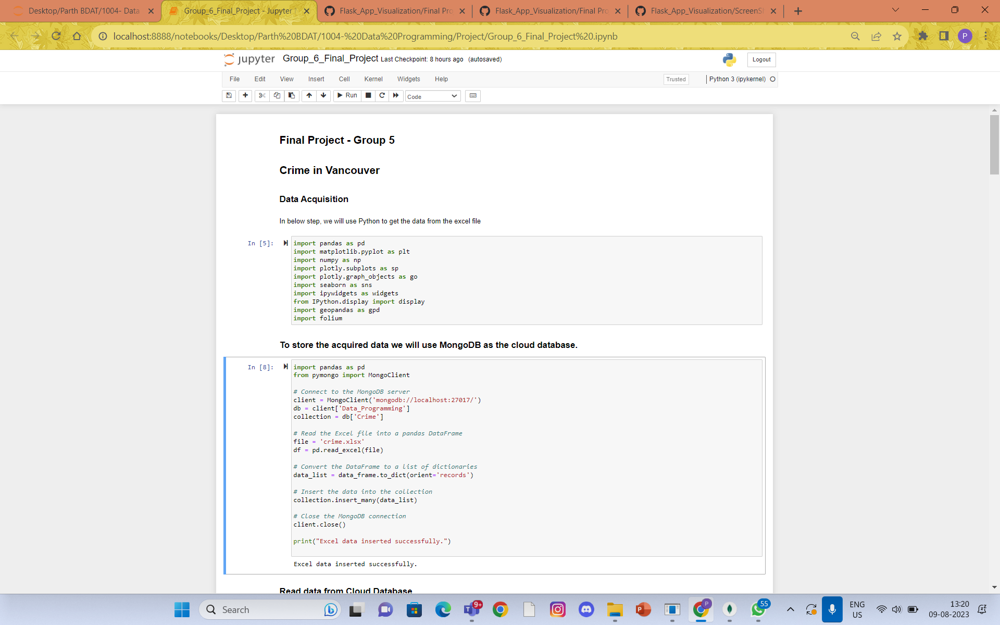 Desktop/Parth BDAT/1004- Data
Group_6_Final_Project - Jupyter
Flask_App_Visualization/Final Pro
Flask_App_Visualization/Final Pro
Flask_App_Visualization/ScreenS
localhost:8888/notebooks/Desktop/Parth%20BDAT/1004-%20Data%20Programming/Project/Group_6_Final_Project%20.ipynb
P
jupyter Group_6_Final_Project Last Checkpoint: 8 hours ago (autosaved)
Logout
File Edit View Insert Cell Kernel Widgets Help
Trusted
Python 3 (ipykernel)
Run
Code
Final Project - Group 5
Crime in Vancouver
Data Acquisition
In below step, we will use Python to get the data from the excel file
In [5]:
import pandas as pd
import matplotlib.pyplot as plt
import numpy as np
import plotly.subplots as sp
import plotly.graph_objects as go
import seaborn as sns
import ipywidgets as widgets
from IPython.display import display
import geopandas as gpd
import folium
To store the acquired data we will use MongoDB as the cloud database.
In [8]:
import pandas as pd
from pymongo import MongoClient
# Connect to the MongoDB server
client = MongoClient('mongodb://localhost:27017/')
db = client['Data_Programming']
collection = db['Crime']
# Read the Excel file into a pandas DataFrame
file = 'crime.xlsx'
df = pd.read_excel(file)
# Convert the DataFrame to a list of dictionaries
data_list = data_frame.to_dict(orient='records')
# Insert the data into the collection
collection.insert_many(data_list)
# Close the MongoDB connection
client.close()
print("Excel data inserted successfully.")
Excel data inserted successfully.
Read data from Cloud Database
Search
9+
P
55
ENG
US
13:20
09-08-2023